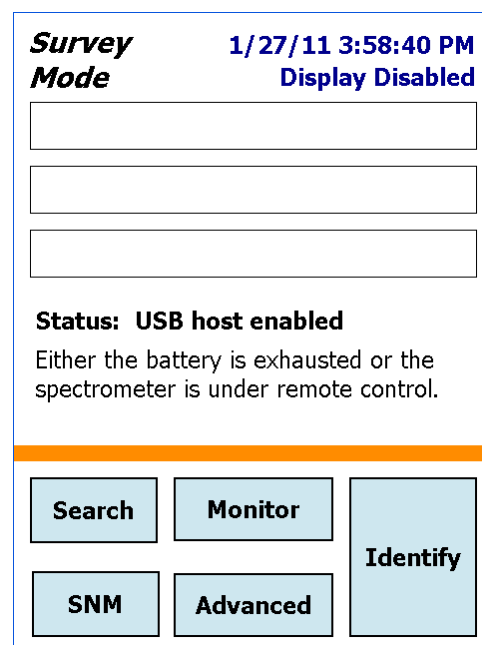 Survey 1/27/11 3:58:40 PM
Mode Display Disabled
Status: USB host enabled
Either the battery is exhausted or the
spectrometer is under remote control.
Search Monitor
Identify
SNM Advanced